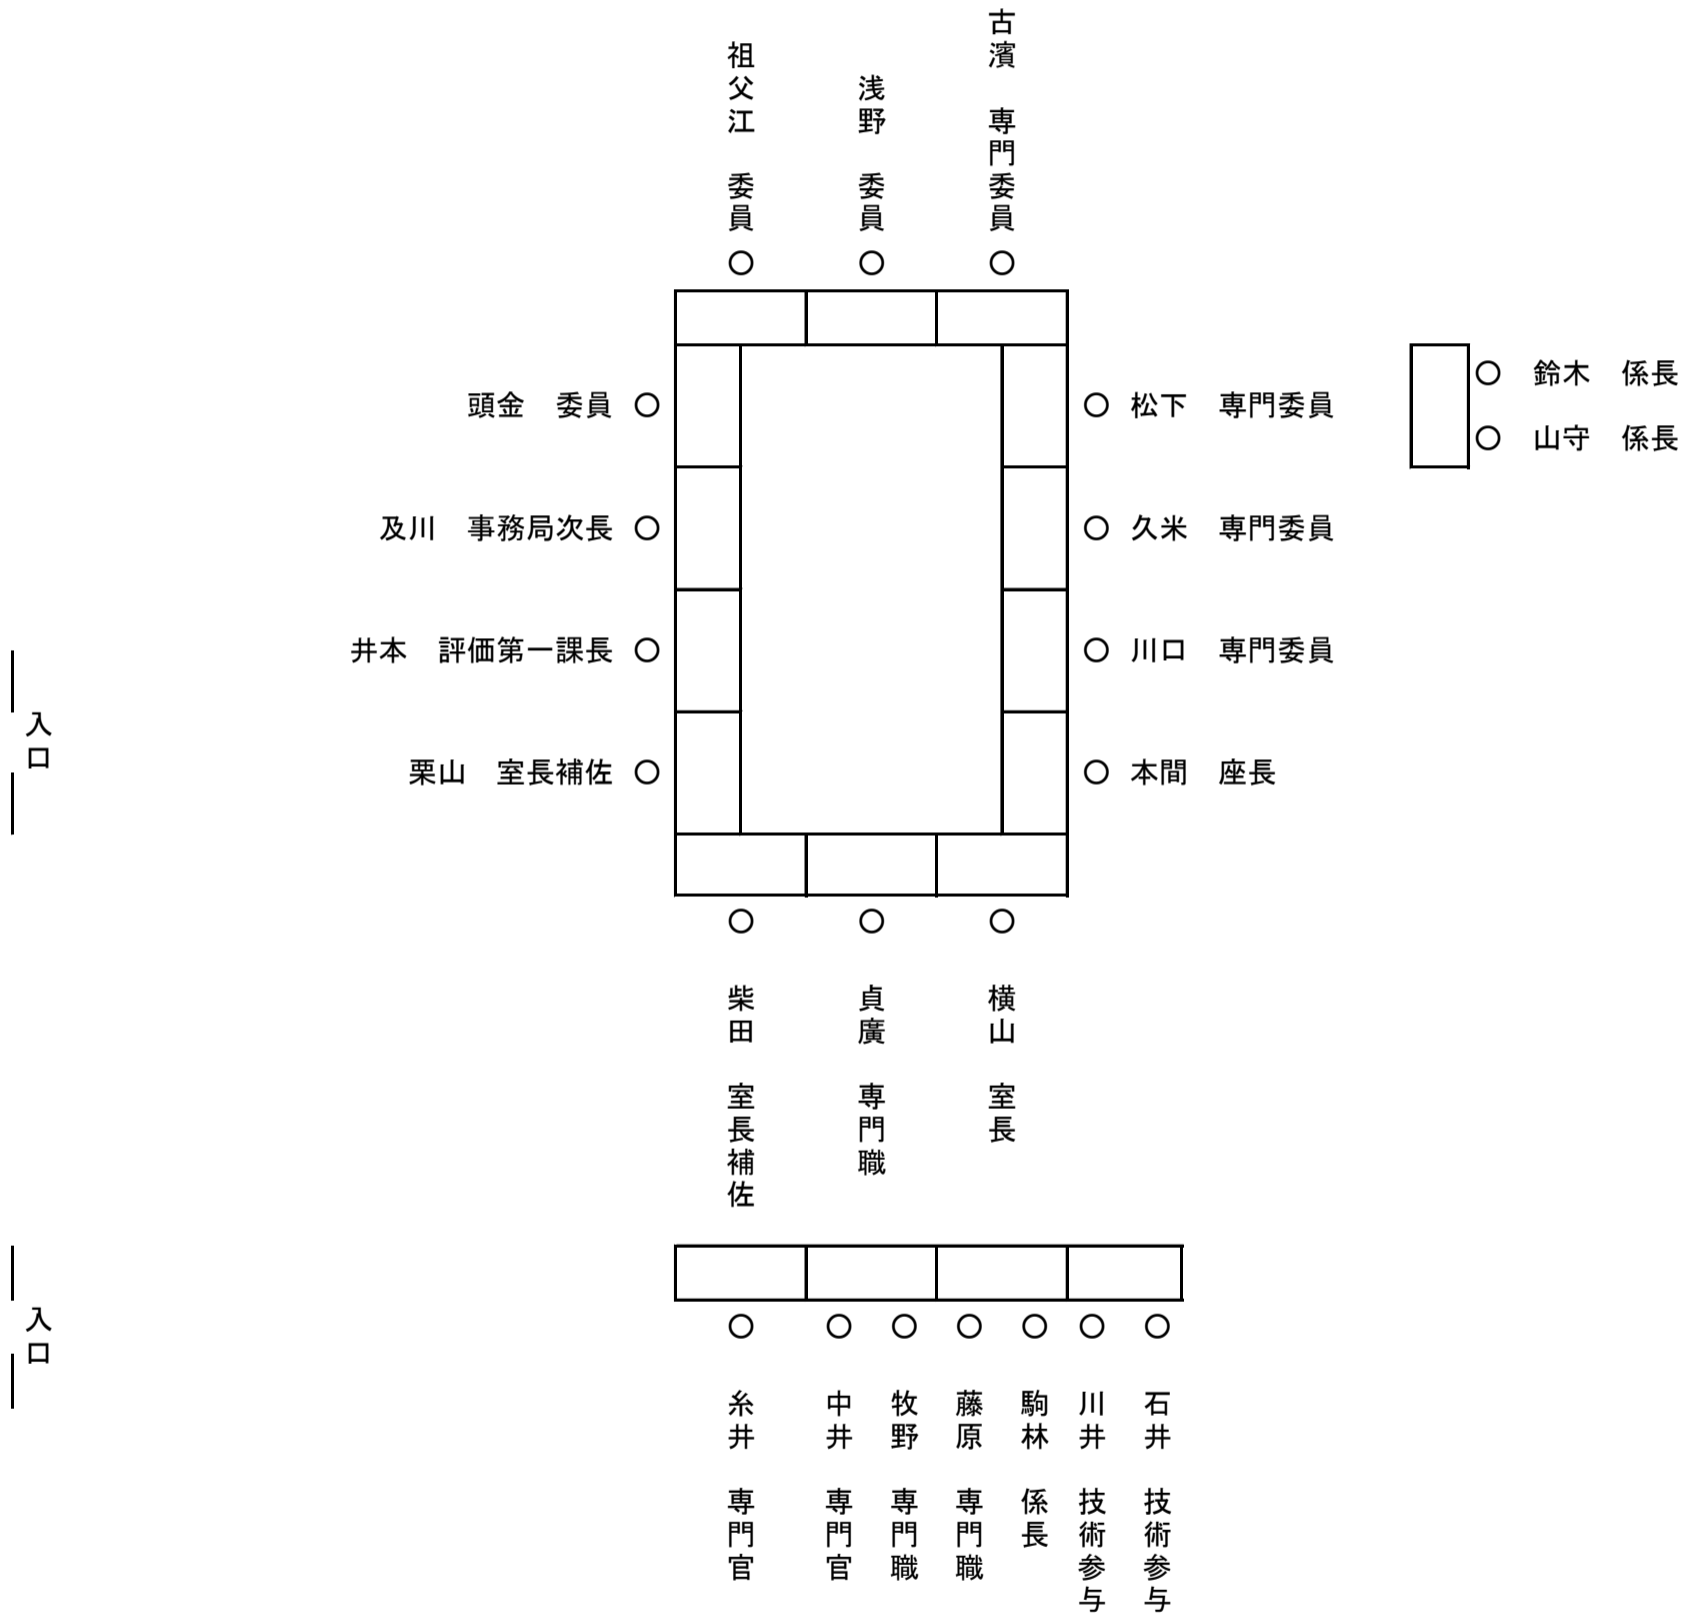 祖父江　委員
浅野　委員
古濱　専門委員
頭金　委員
松下　専門委員
鈴木　係長
山守　係長
及川　事務局次長
久米　専門委員
井本　評価第一課長
川口　専門委員
入口
栗山　室長補佐
本間　座長
柴田　室長補佐
貞廣　専門職
横山　室長
入口
糸井　専門官
中井　専門官
牧野　専門職
藤原　専門職
駒林　係長
川井　技術参与
石井　技術参与